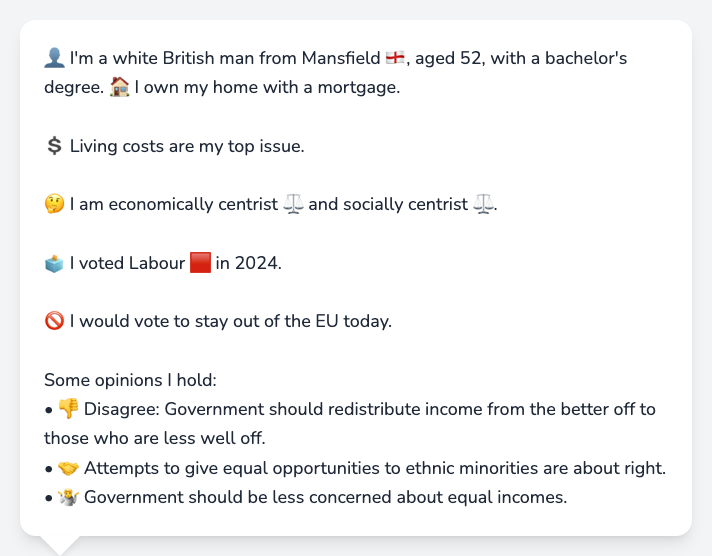 👤 I'm a white British man from Mansfield 🏴󠁧󠁢󠁥󠁮󠁧󠁿, aged 52, with a bachelor's
degree. 🏠 I own my home with a mortgage.
💲 Living costs are my top issue.
🤔 I am economically centrist ⚖️ and socially centrist ⚖️.
🗳️ I voted Labour 🟥 in 2024.
🚫 I would vote to stay out of the EU today.
Some opinions I hold:
• 👎 Disagree: Government should redistribute income from the better off to
those who are less well off.
• 🤝 Attempts to give equal opportunities to ethnic minorities are about right.
• 🤷‍♂️ Government should be less concerned about equal incomes.